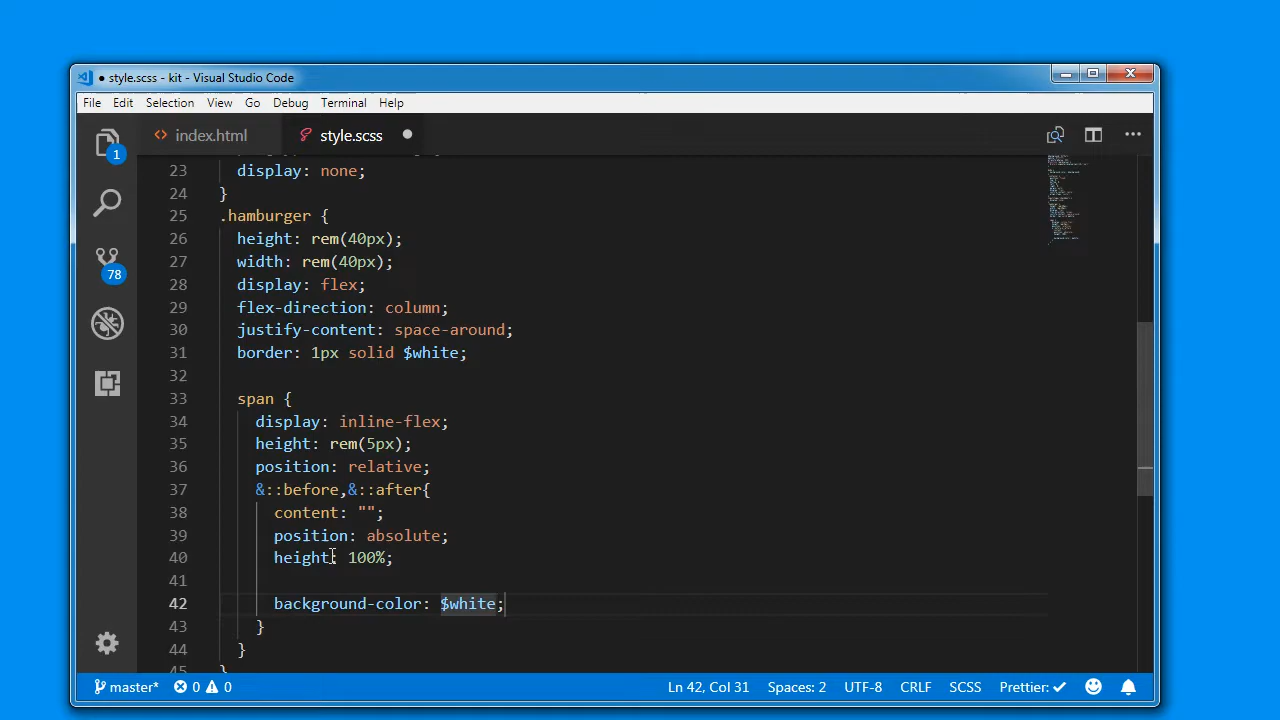 ● style.scss - kit - Visual Studio Code
File Edit Selection View Go Debug Terminal Help
index.html style.scss
1
78
23 display: none;
24 }
25 .hamburger {
26 height: rem(40px);
27 width: rem(40px);
28 display: flex;
29 flex-direction: column;
30 justify-content: space-around;
31 border: 1px solid $white;
32
33 span {
34 display: inline-flex;
35 height: rem(5px);
36 position: relative;
37 &::before,&::after{
38 content: "";
39 position: absolute;
40 height: 100%;
41
42 background-color: $white;
43 }
44 }
45 }
master* 0 0 Ln 42, Col 31 Spaces: 2 UTF-8 CRLF SCSS Prettier: ✓